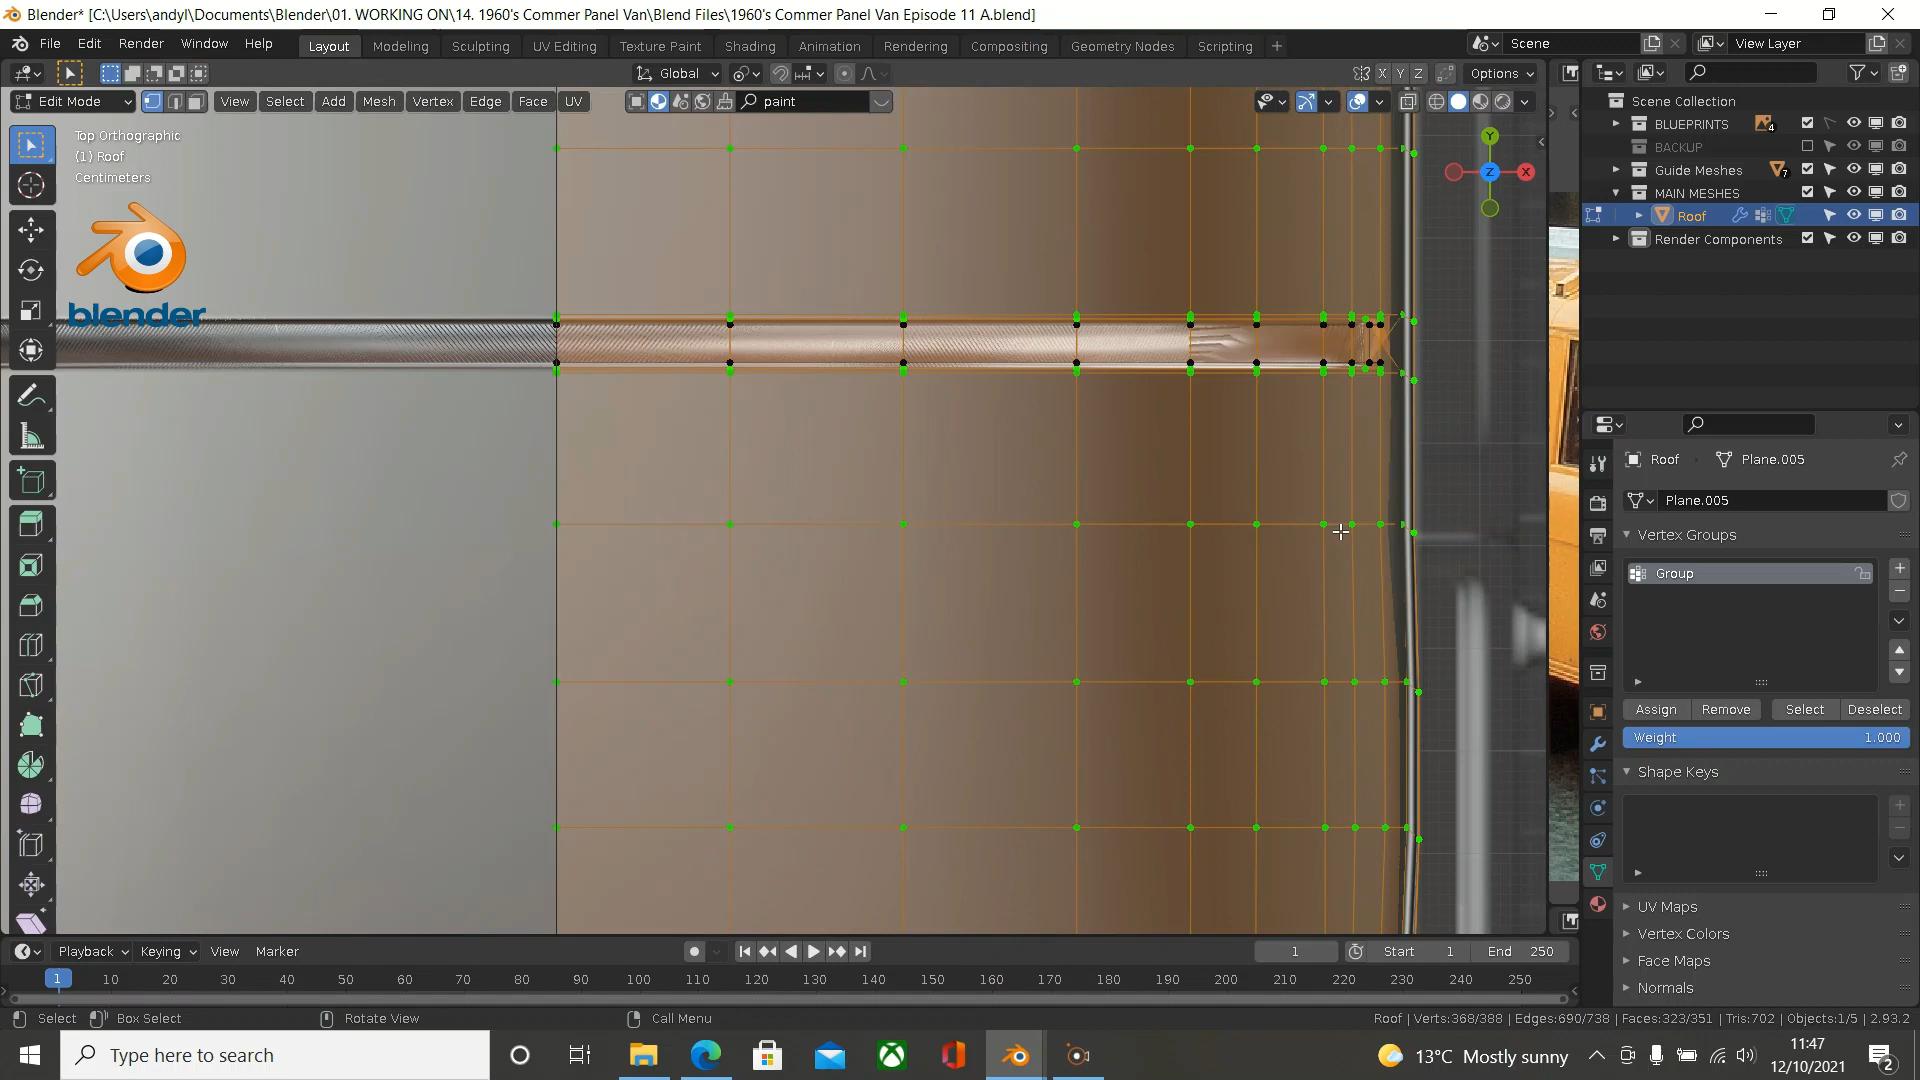 Blender* [C:\Users\andyl\Documents\Blender\01. WORKING ON\14. 1960's Commer Panel Van\Blend Files\1960's Commer Panel Van Episode 11 A.blend]
File Edit Render Window Help Layout Modeling Sculpting UV Editing Texture Paint Shading Animation Rendering Compositing Geometry Nodes Scripting + Scene View Layer
Global X Y Z Options
Edit Mode View Select Add Mesh Vertex Edge Face UV paint
Top Orthographic
(1) Roof
Centimeters
blender
Y
Z X
Scene Collection
BLUEPRINTS 4
BACKUP
Guide Meshes 7
MAIN MESHES
Roof
Render Components
Roof Plane.005
Plane.005
Vertex Groups
Group
Assign Remove Select Deselect
Weight 1.000
Shape Keys
UV Maps
Vertex Colors
Face Maps
Normals
Playback Keying View Marker 1 Start 1 End 250
1 10 20 30 40 50 60 70 80 90 100 110 120 130 140 150 160 170 180 190 200 210 220 230 240 250
Select Box Select Rotate View Call Menu Roof | Verts:368/388 | Edges:690/738 | Faces:323/351 | Tris:702 | Objects:1/5 | 2.93.2
Type here to search 13°C Mostly sunny 11:47
12/10/2021 2